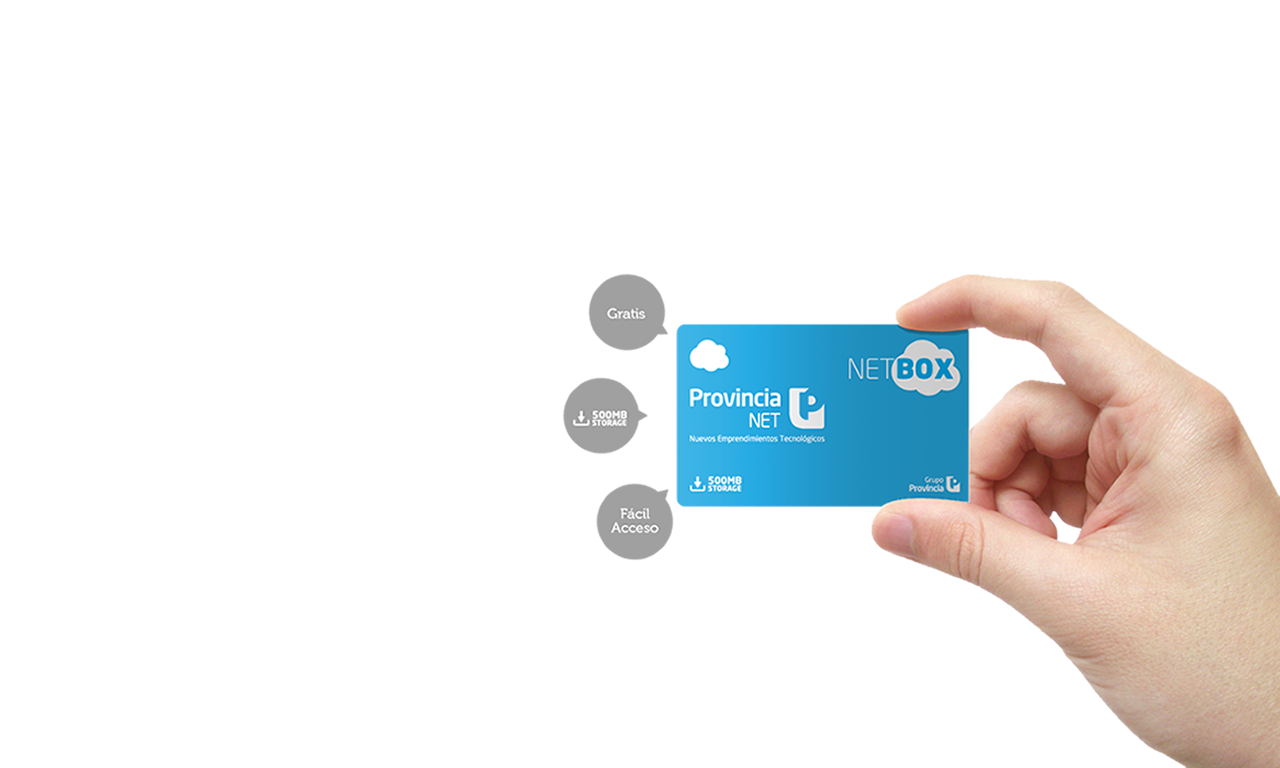 Gratis
500MB
STORAGE
Fácil
Acceso
NETBOX
Provincia
NET
Nuevos Emprendimientos Tecnológicos
500MB
STORAGE
Grupo
Provincia